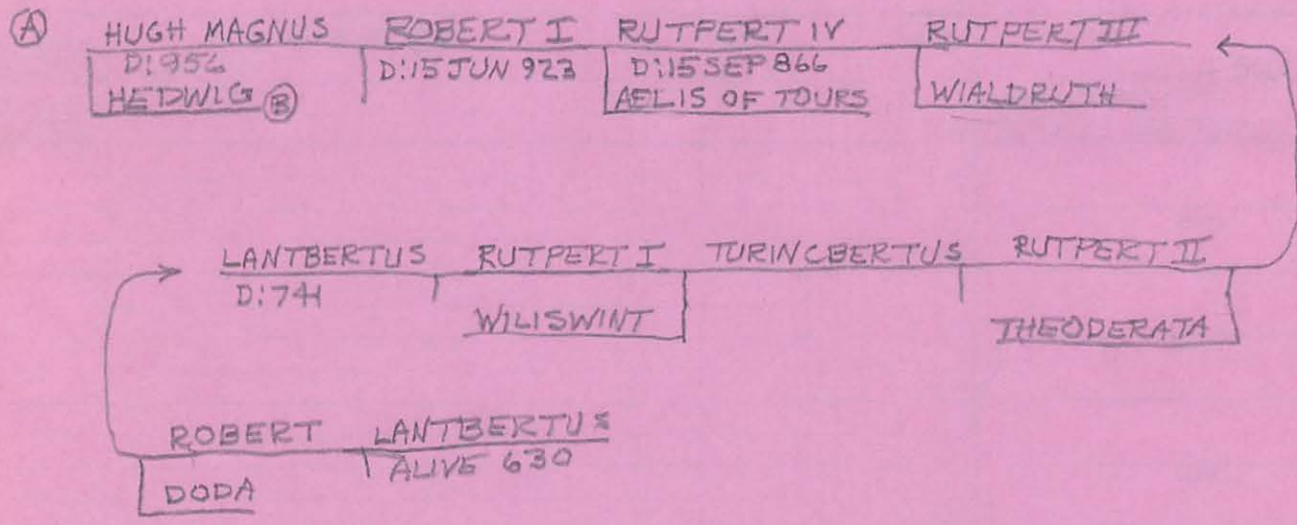 Ⓐ HUGH MAGNUS ROBERT I RUTPERT IV RUTPERT III
D:956 D:15 JUN 923 D:15 SEP 866
HEDWIG Ⓑ AELIS OF TOURS WIALDRUTH
LANTBERTUS RUTPERT I TURINCBERTUS RUTPERT II
D:741
WILISWINT THEODERATA
ROBERT LANTBERTUS
ALIVE 630
DODA